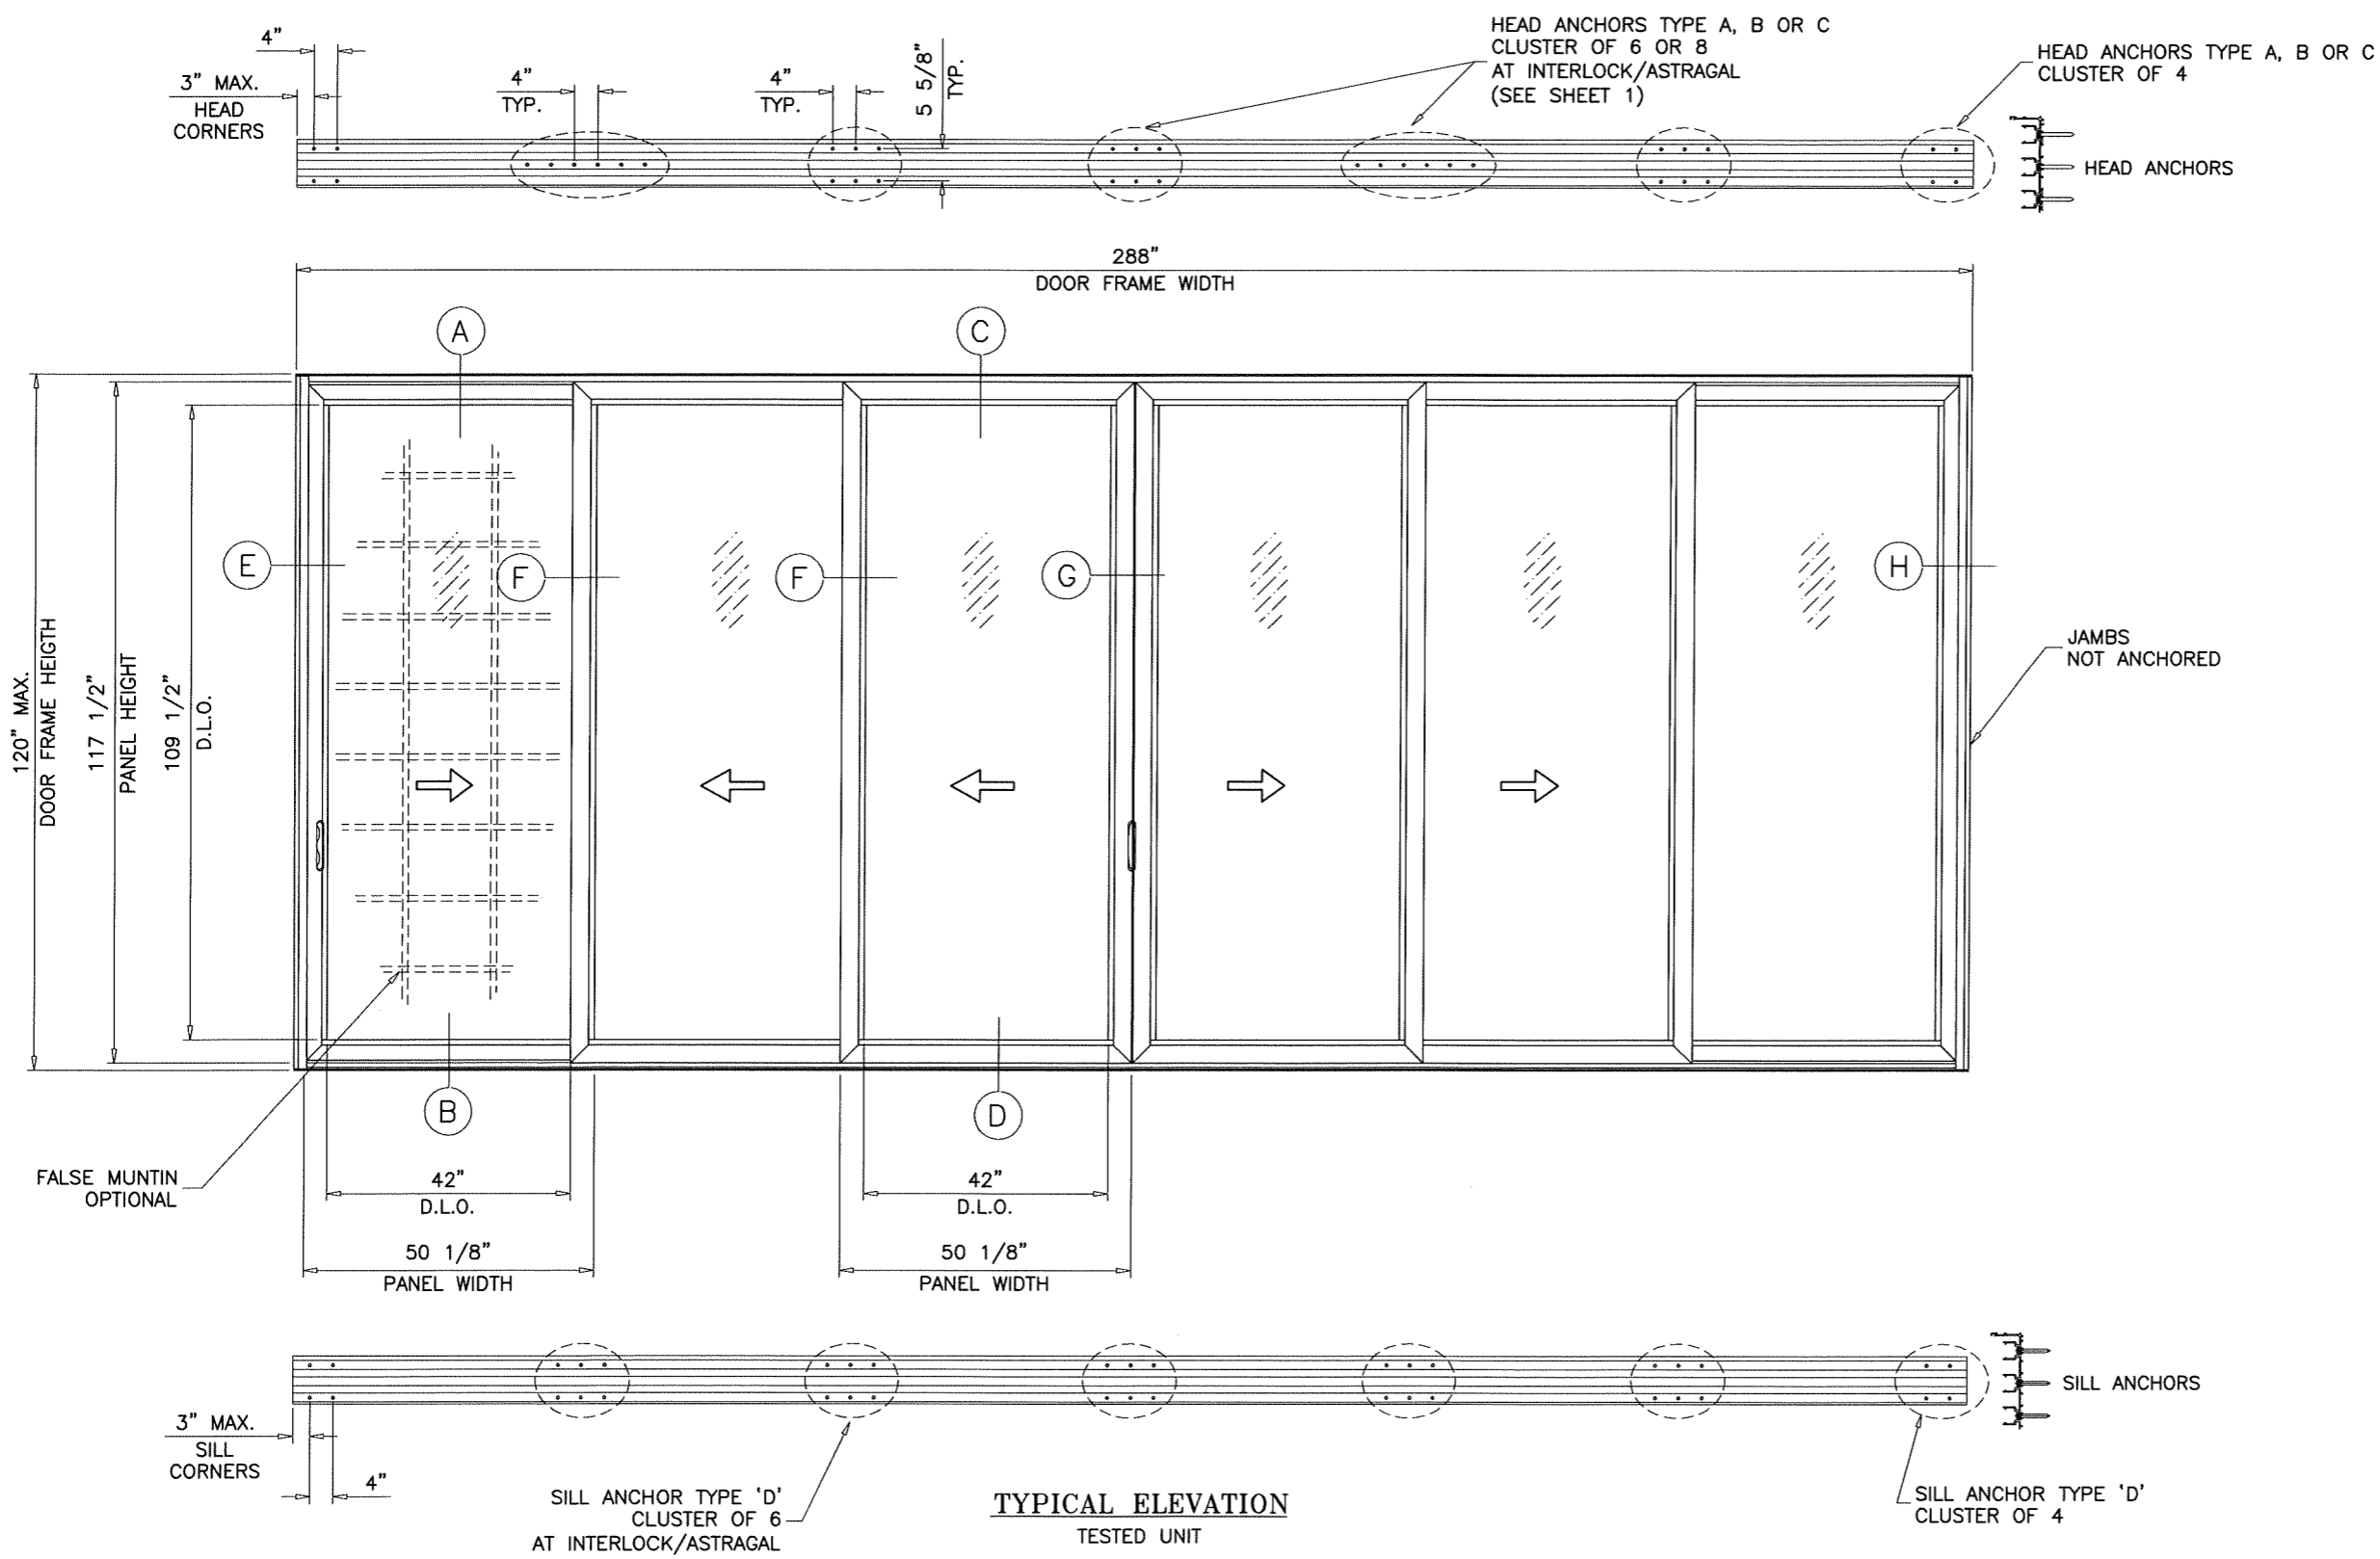 4”
3” MAX.
HEAD
CORNERS
4”
TYP.
4”
TYP.
5 5/8”
TYP.
HEAD ANCHORS TYPE A, B OR C
CLUSTER OF 6 OR 8
AT INTERLOCK/ASTRAGAL
(SEE SHEET 1)
HEAD ANCHORS TYPE A, B OR C
CLUSTER OF 4
HEAD ANCHORS
288”
DOOR FRAME WIDTH
A
C
E
F
F
G
H
120” MAX.
DOOR FRAME HEIGTH
117 1/2”
PANEL HEIGHT
109 1/2”
D.L.O.
JAMBS
NOT ANCHORED
B
D
FALSE MUNTIN
OPTIONAL
42”
D.L.O.
42”
D.L.O.
50 1/8”
PANEL WIDTH
50 1/8”
PANEL WIDTH
SILL ANCHORS
3” MAX.
SILL
CORNERS
4”
SILL ANCHOR TYPE ‘D’
CLUSTER OF 6
AT INTERLOCK/ASTRAGAL
TYPICAL ELEVATION
TESTED UNIT
SILL ANCHOR TYPE ‘D’
CLUSTER OF 4